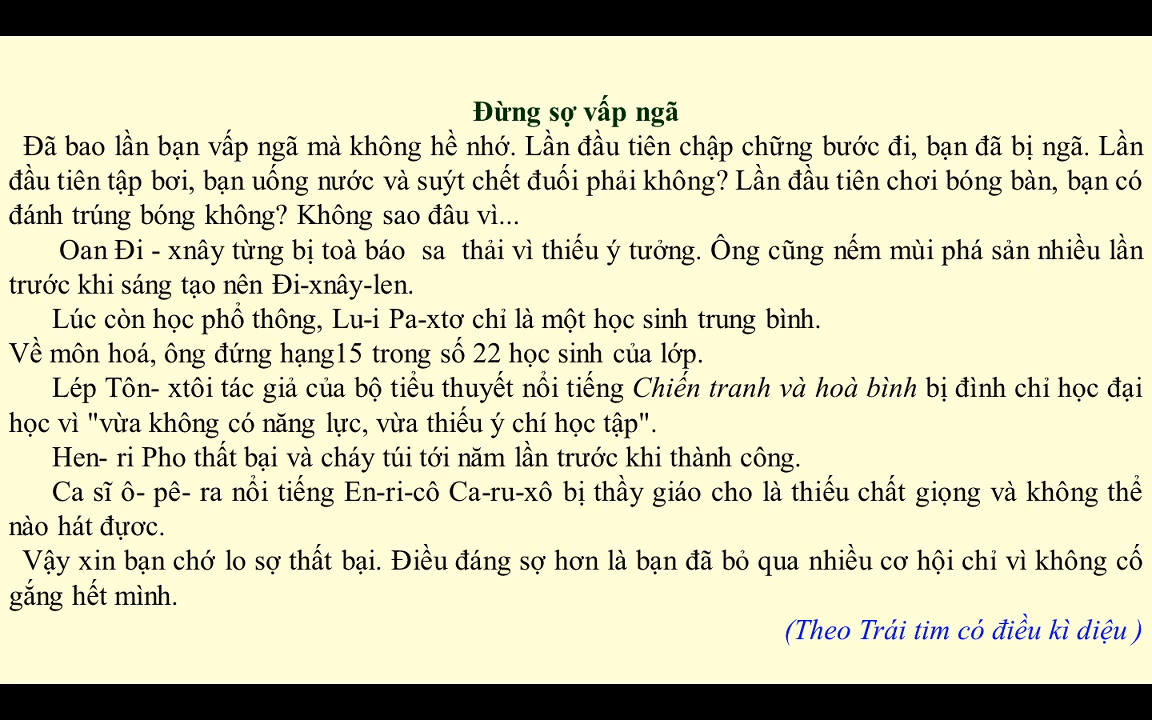 Đừng sợ vấp ngã
Đã bao lần bạn vấp ngã mà không hề nhớ. Lần đầu tiên chập chững bước đi, bạn đã bị ngã. Lần
đầu tiên tập bơi, bạn uống nước và suýt chết đuối phải không? Lần đầu tiên chơi bóng bàn, bạn có
đánh trúng bóng không? Không sao đâu vì...
Oan Đi - xnây từng bị toà báo sa thải vì thiếu ý tưởng. Ông cũng nếm mùi phá sản nhiều lần
trước khi sáng tạo nên Đi-xnây-len.
Lúc còn học phổ thông, Lu-i Pa-xtơ chỉ là một học sinh trung bình.
Về môn hoá, ông đứng hạng15 trong số 22 học sinh của lớp.
Lép Tôn- xtôi tác giả của bộ tiểu thuyết nổi tiếng Chiến tranh và hoà bình bị đình chỉ học đại
học vì "vừa không có năng lực, vừa thiếu ý chí học tập".
Hen- ri Pho thất bại và cháy túi tới năm lần trước khi thành công.
Ca sĩ ô- pê- ra nổi tiếng En-ri-cô Ca-ru-xô bị thầy giáo cho là thiếu chất giọng và không thể
nào hát đựơc.
Vậy xin bạn chớ lo sợ thất bại. Điều đáng sợ hơn là bạn đã bỏ qua nhiều cơ hội chỉ vì không cố
gắng hết mình.
(Theo Trái tim có điều kì diệu )